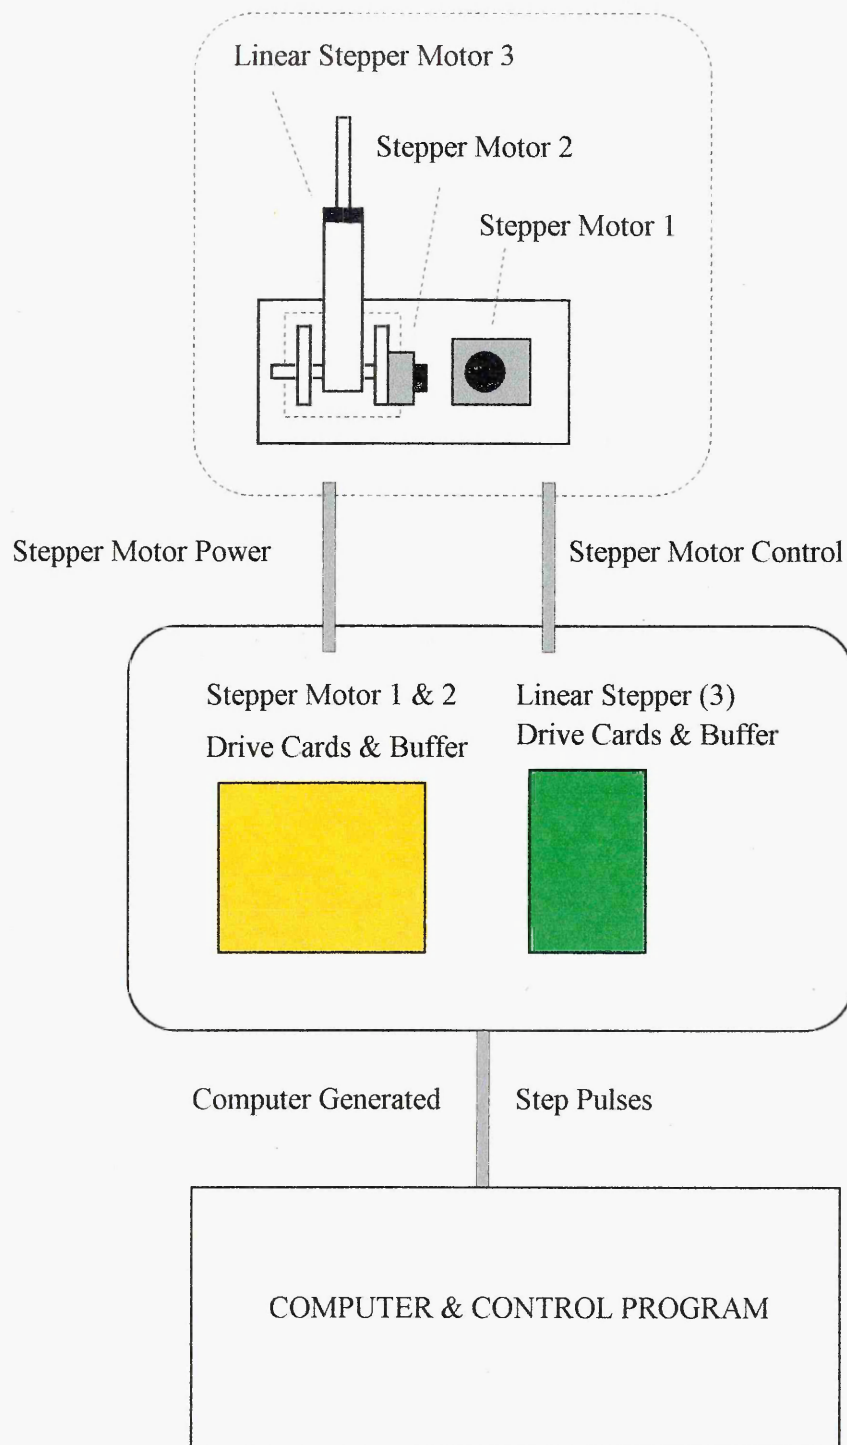 Linear Stepper Motor 3
Stepper Motor 2
Stepper Motor 1
Stepper Motor Power
Stepper Motor Control
Stepper Motor 1 & 2
Drive Cards & Buffer
Linear Stepper (3)
Drive Cards & Buffer
Computer Generated
Step Pulses
COMPUTER & CONTROL PROGRAM